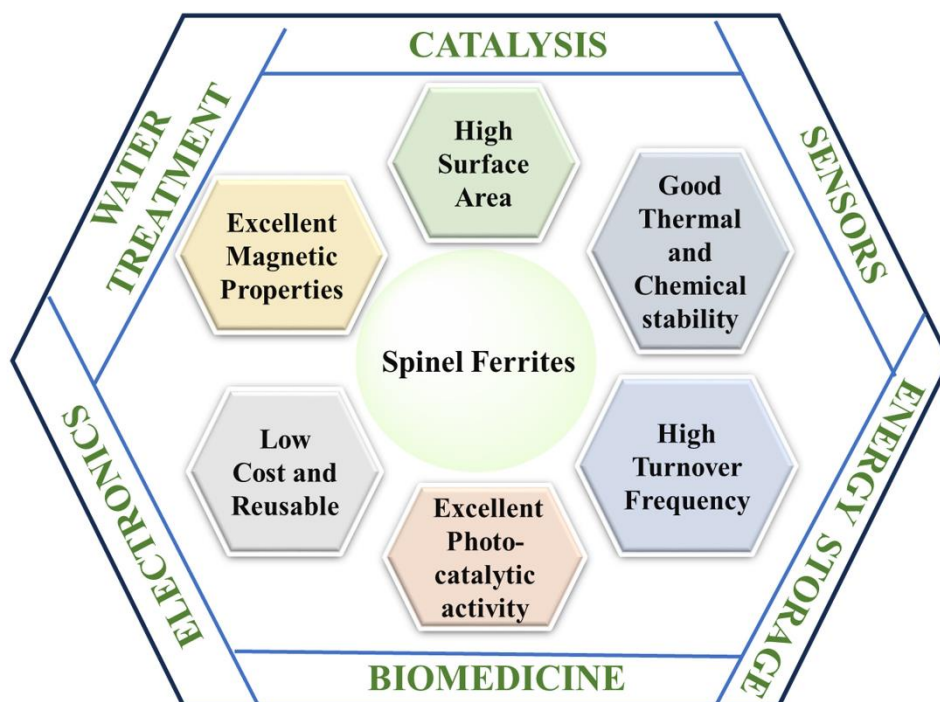 CATALYSIS
WATER
TREATMENT
SENSORS
High
Surface
Area
Excellent
Magnetic
Properties
Good
Thermal
and
Chemical
stability
Spinel Ferrites
Low
Cost and
Reusable
High
Turnover
Frequency
Excellent
Photo-
catalytic
activity
ELECTRONICS
ENERGY STORAGE
BIOMEDICINE